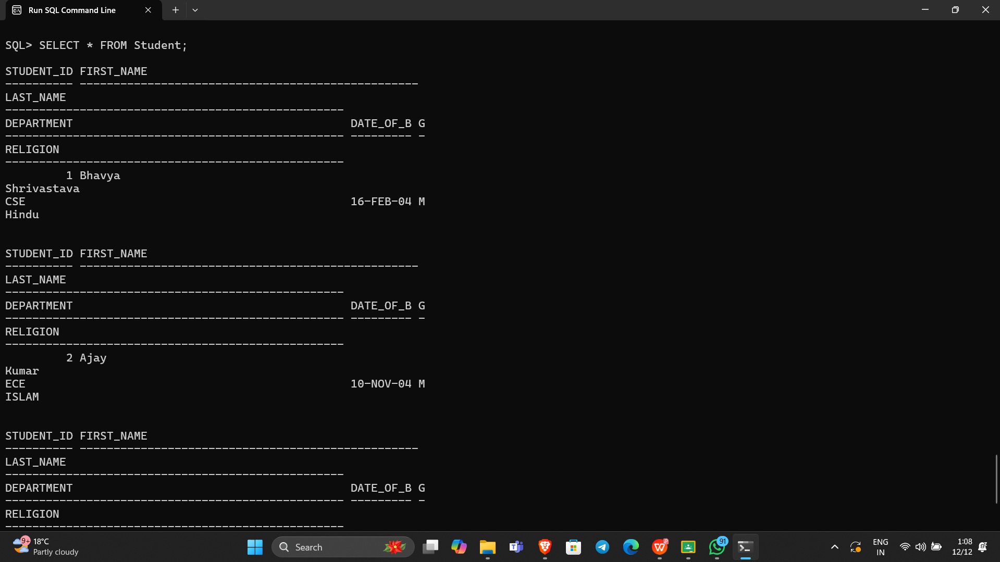 Run SQL Command Line
SQL> SELECT * FROM Student;
STUDENT_ID FIRST_NAME
---------- --------------------------------------------------
LAST_NAME
--------------------------------------------------
DEPARTMENT                                         DATE_OF_B G
-------------------------------------------------- --------- -
RELIGION
--------------------------------------------------
         1 Bhavya
Shrivastava
CSE                                                16-FEB-04 M
Hindu
STUDENT_ID FIRST_NAME
---------- --------------------------------------------------
LAST_NAME
--------------------------------------------------
DEPARTMENT                                         DATE_OF_B G
-------------------------------------------------- --------- -
RELIGION
--------------------------------------------------
         2 Ajay
Kumar
ECE                                                10-NOV-04 M
ISLAM
STUDENT_ID FIRST_NAME
---------- --------------------------------------------------
LAST_NAME
--------------------------------------------------
DEPARTMENT                                         DATE_OF_B G
-------------------------------------------------- --------- -
RELIGION
--------------------------------------------------
9+ 18°C
Partly cloudy
Search
91
ENG
IN
1:08
12/12